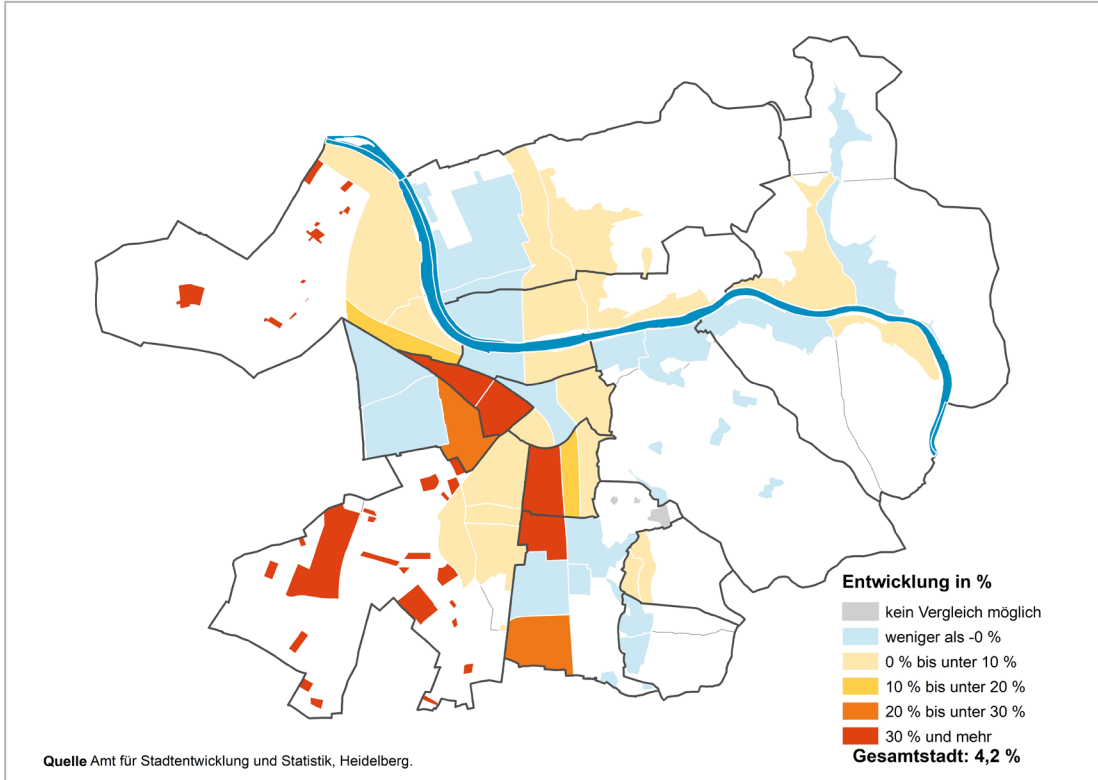 Entwicklung in %
kein Vergleich möglich
weniger als -0 %
0 % bis unter 10 %
10 % bis unter 20 %
20 % bis unter 30 %
30 % und mehr
Gesamtstadt: 4,2 %
Quelle Amt für Stadtentwicklung und Statistik, Heidelberg.